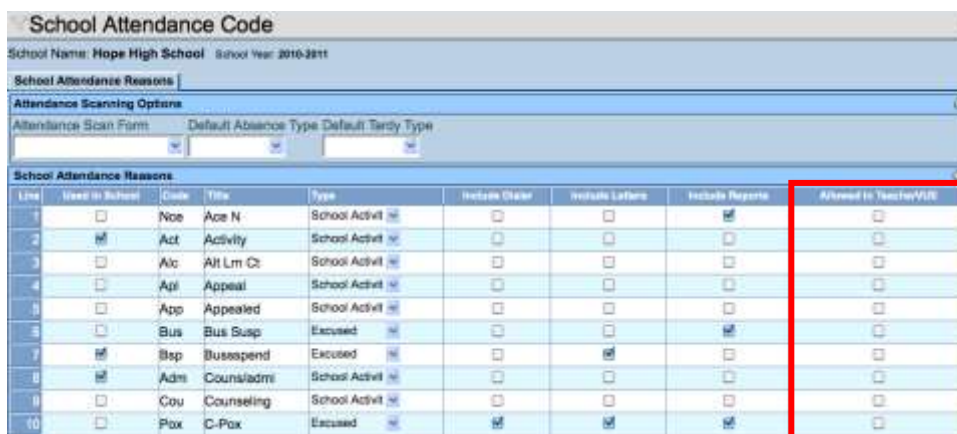 School Attendance Code
School Name: Hope High School School Year: 2010-2011
School Attendance Reasons
Attendance Scanning Options
Attendance Scan Form Default Absence Type Default Tardy Type
School Attendance Reasons
Line Used in School Code Title Type Include Dialer Include Letters Include Reports Allowed in TeacherVUE
1 Noe Ace N School Activit
2 Act Activity School Activit
3 Alc Alt Lrn Ct School Activit
4 Apl Appeal School Activit
5 App Appealed School Activit
6 Bus Bus Susp Excused
7 Bsp Bussspend Excused
8 Adm Couns/admi School Activit
9 Cou Counseling School Activit
10 Pox C-Pox Excused